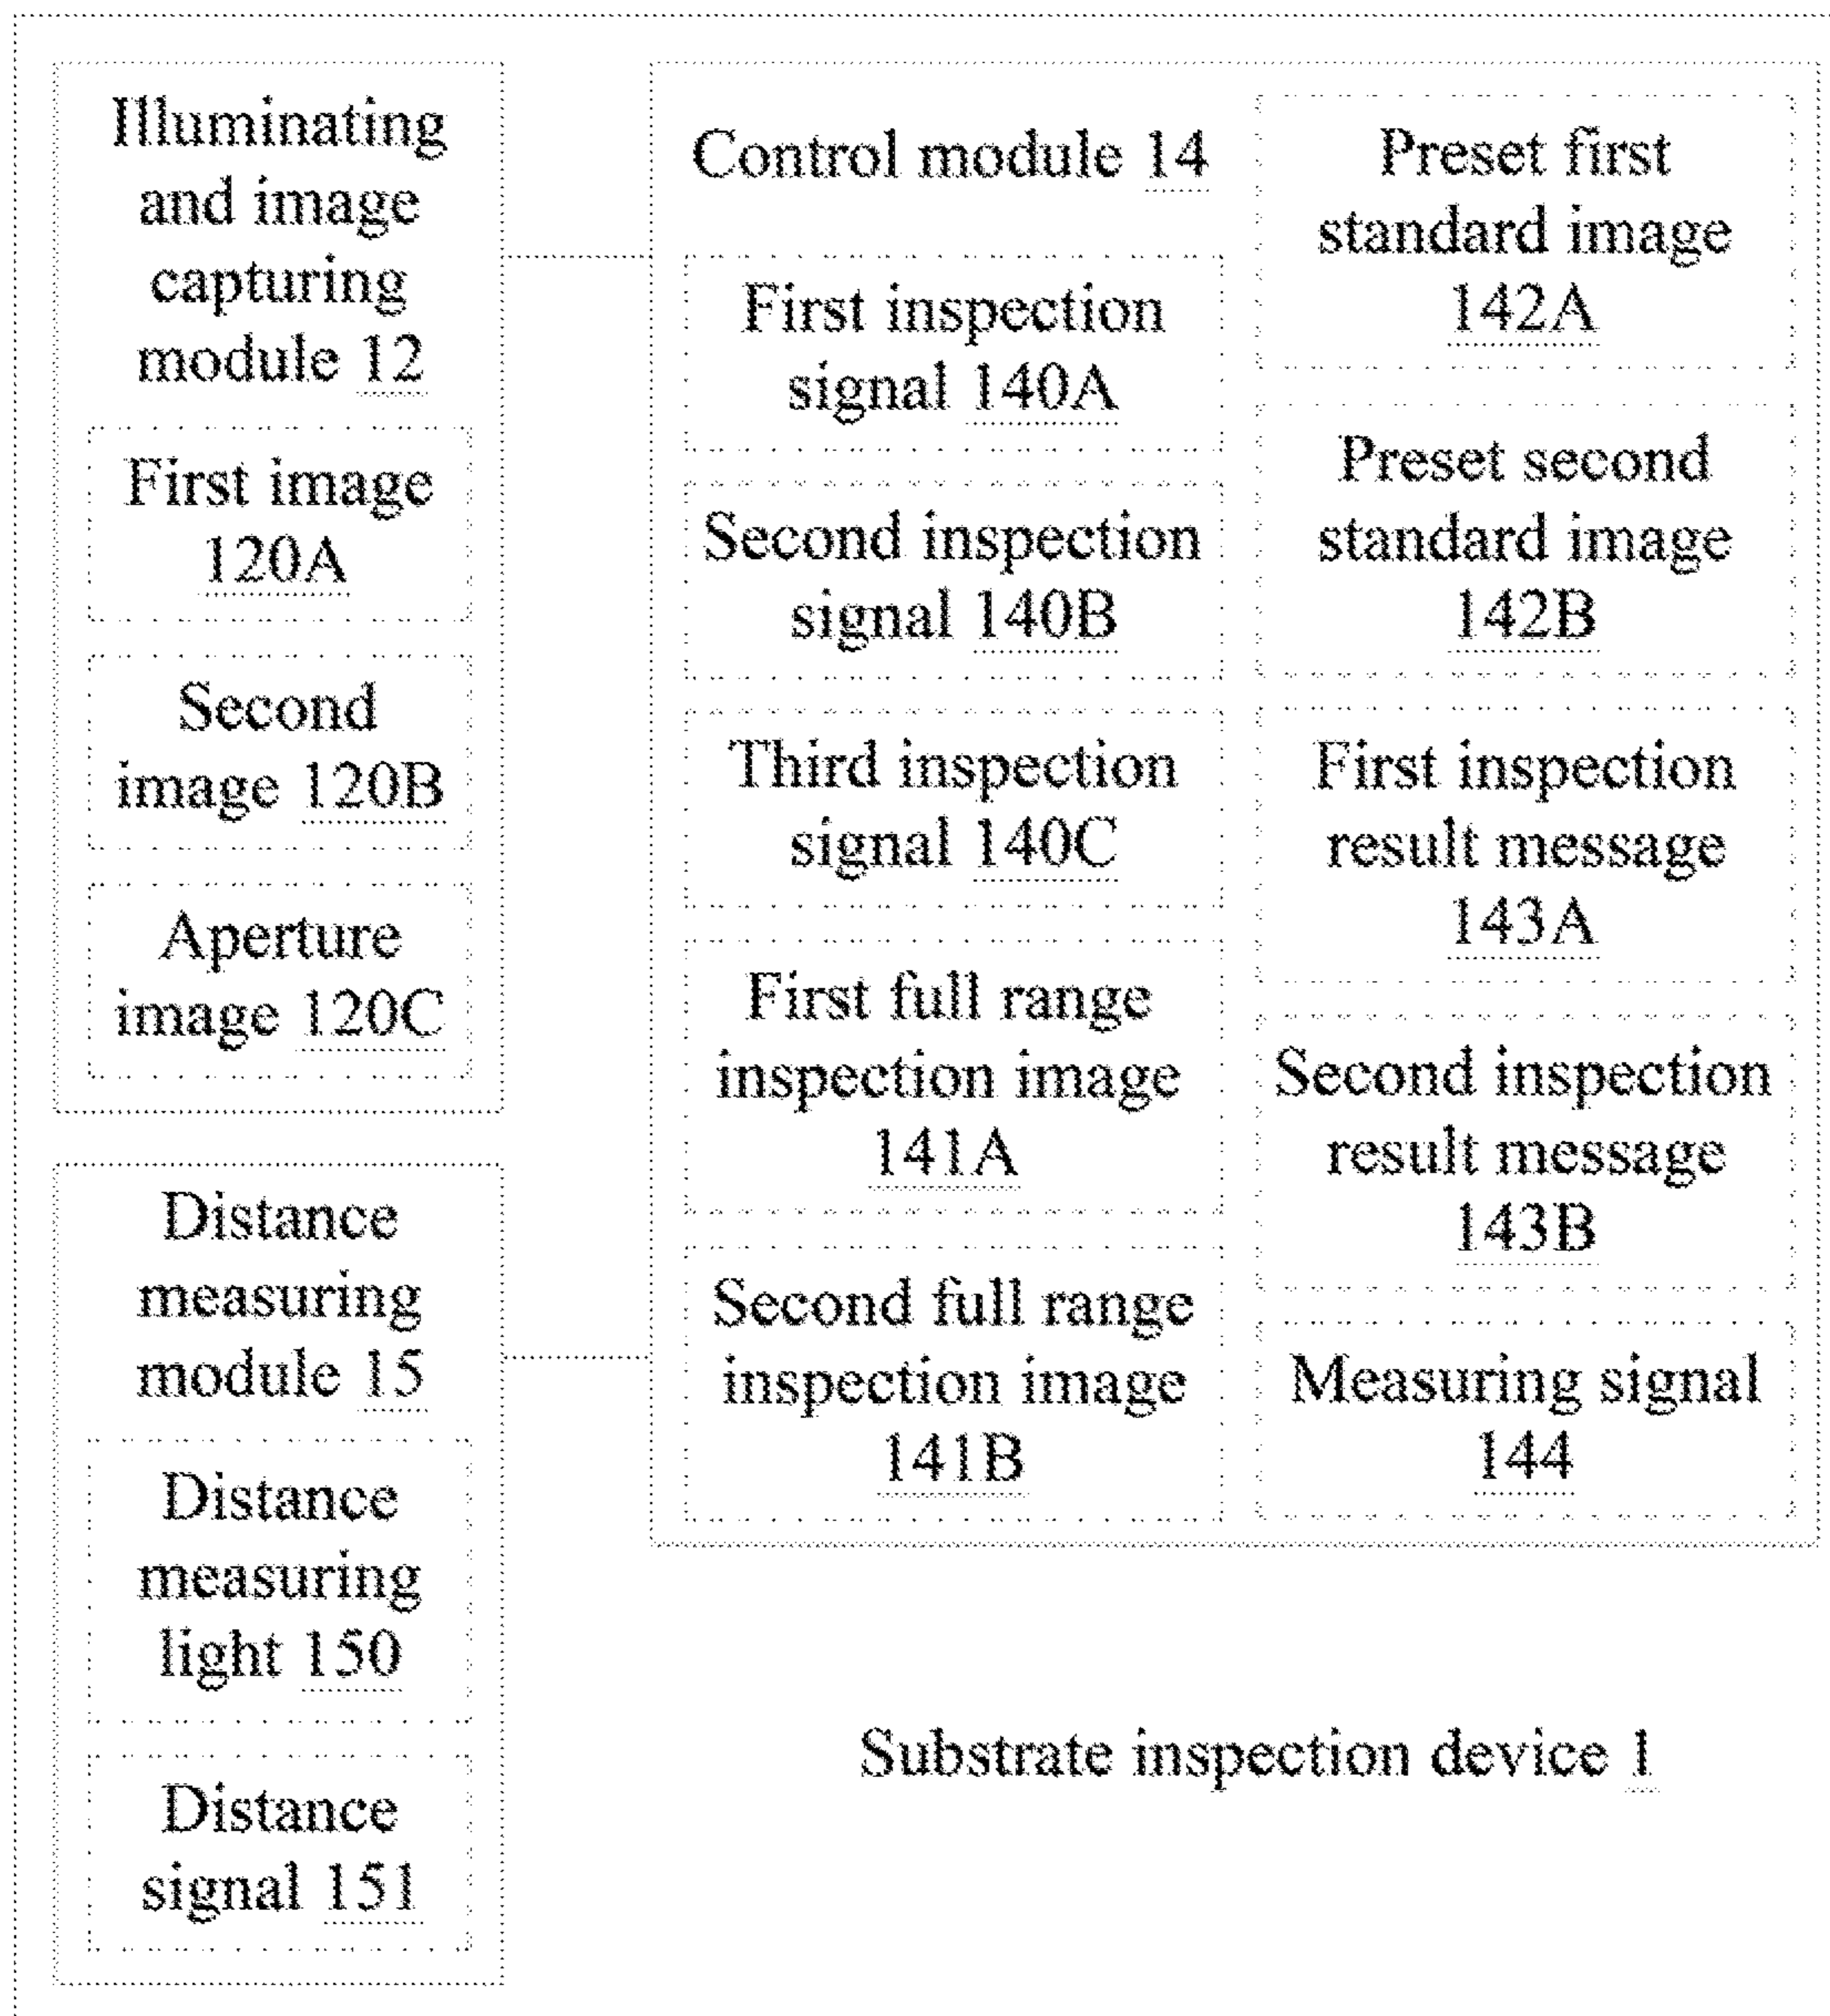 Illuminating
and image
capturing
module 12
First image
120A
Second
image 120B
Aperture
image 120C
Distance
measuring
module 15
Distance
measuring
light 150
Distance
signal 151
Control module 14
First inspection
signal 140A
Second inspection
signal 140B
Third inspection
signal 140C
First full range
inspection image
141A
Second full range
inspection image
141B
Preset first
standard image
142A
Preset second
standard image
142B
First inspection
result message
143A
Second inspection
result message
143B
Measuring signal
144
Substrate inspection device 1